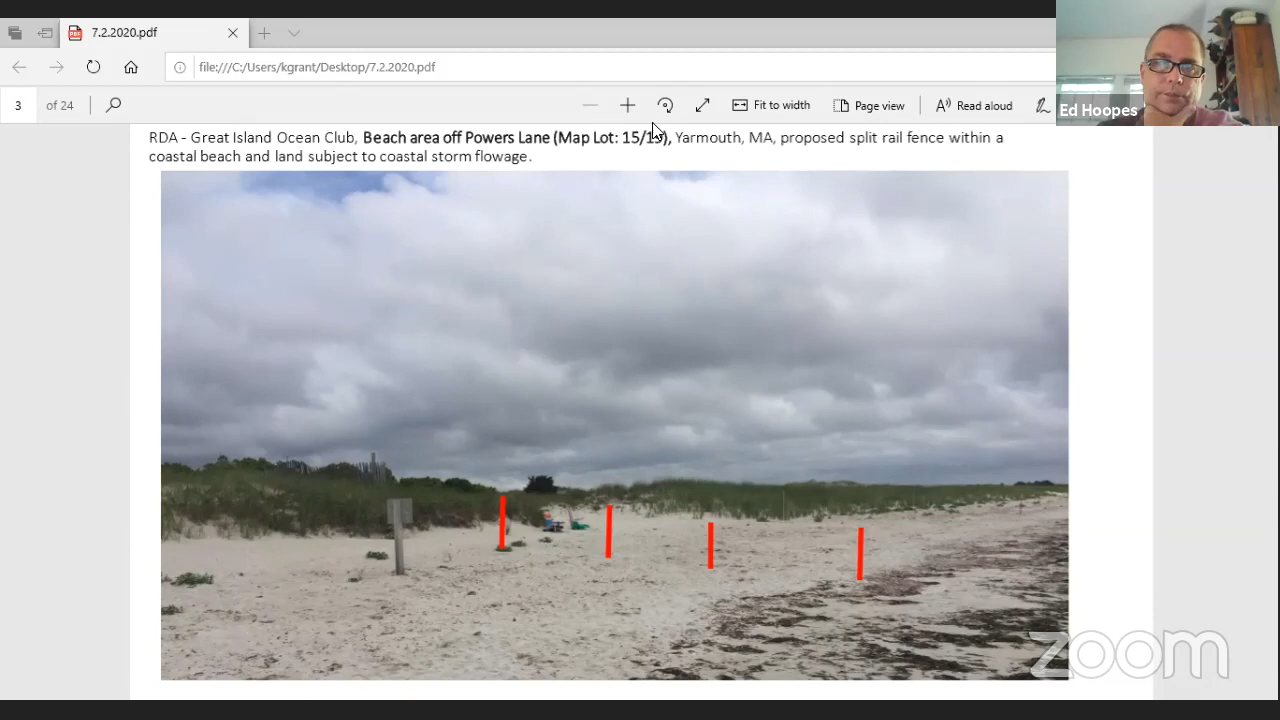 7.2.2020.pdf
file:///C:/Users/kgrant/Desktop/7.2.2020.pdf
3 of 24
Fit to width
Page view
Read aloud
Ed Hoopes
RDA - Great Island Ocean Club, Beach area off Powers Lane (Map Lot: 15/19), Yarmouth, MA, proposed split rail fence within a
coastal beach and land subject to coastal storm flowage.
zoom